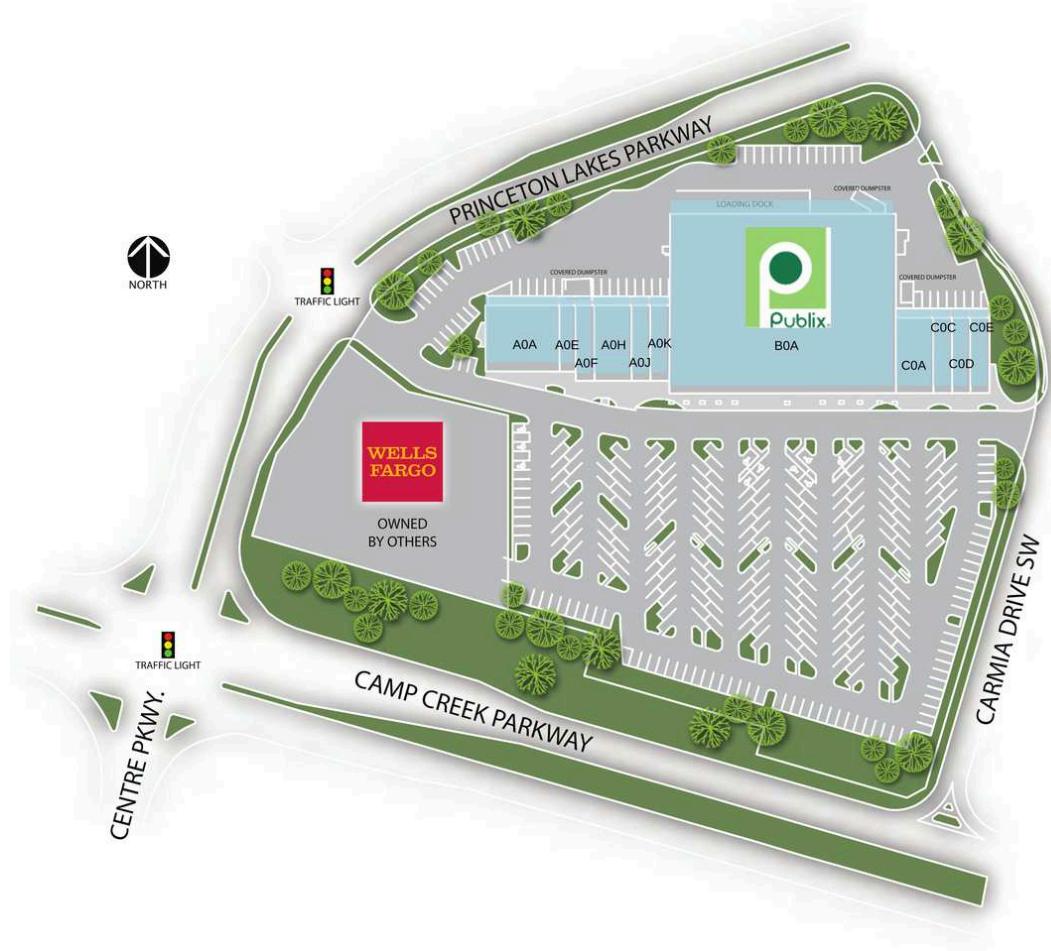 PRINCETON LAKES PARKWAY
COVERED DUMPSTER
LOADING DOCK
NORTH
TRAFFIC LIGHT
COVERED DUMPSTER
COVERED DUMPSTER
Publix.
A0A
A0E
A0F
A0H
A0J
A0K
B0A
C0A
C0C
C0D
C0E
WELLS
FARGO
OWNED
BY OTHERS
CARMIA DRIVE SW
TRAFFIC LIGHT
CAMP CREEK PARKWAY
CENTRE PKWY.